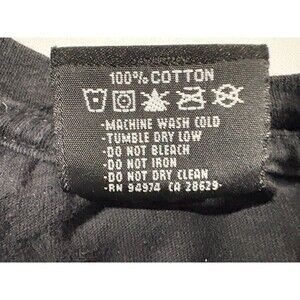 100% COTTON
-MACHINE WASH COLD
-TUMBLE DRY LOW
-DO NOT BLEACH
-DO NOT IRON
-DO NOT DRY CLEAN
-RN 94974 CA 28629-